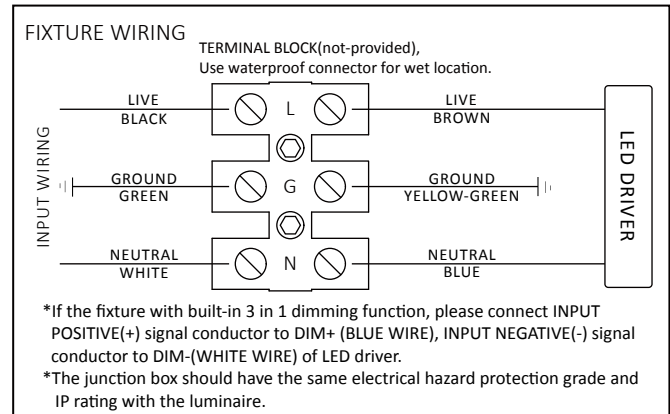 FIXTURE WIRING
TERMINAL BLOCK(not-provided),
Use waterproof connector for wet location.
INPUT WIRING
LIVE
BLACK
L
LIVE
BROWN
GROUND
GREEN
G
GROUND
YELLOW-GREEN
NEUTRAL
WHITE
N
NEUTRAL
BLUE
LED DRIVER
*If the fixture with built-in 3 in 1 dimming function, please connect INPUT
POSITIVE(+) signal conductor to DIM+ (BLUE WIRE), INPUT NEGATIVE(-) signal
conductor to DIM-(WHITE WIRE) of LED driver.
*The junction box should have the same electrical hazard protection grade and
IP rating with the luminaire.